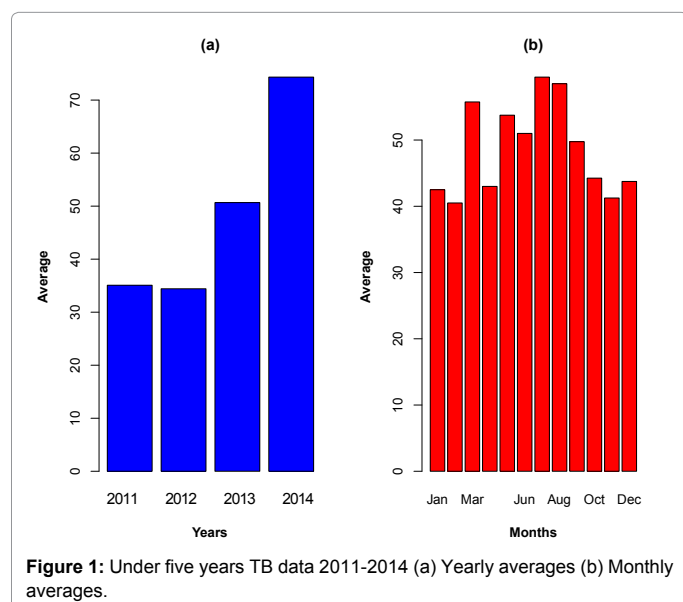 (a)
(b)
Average
0
10
20
30
40
50
60
70
2011 2012 2013 2014
Years
Average
0
10
20
30
40
50
Jan Mar Jun Aug Oct Dec
Months
Figure 1: Under five years TB data 2011-2014 (a) Yearly averages (b) Monthly
averages.